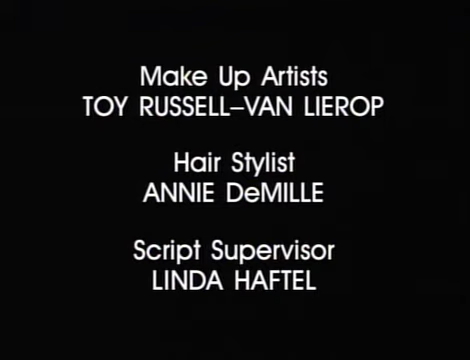 Make Up Artists
TOY RUSSELL–VAN LIEROP
Hair Stylist
ANNIE DeMILLE
Script Supervisor
LINDA HAFTEL